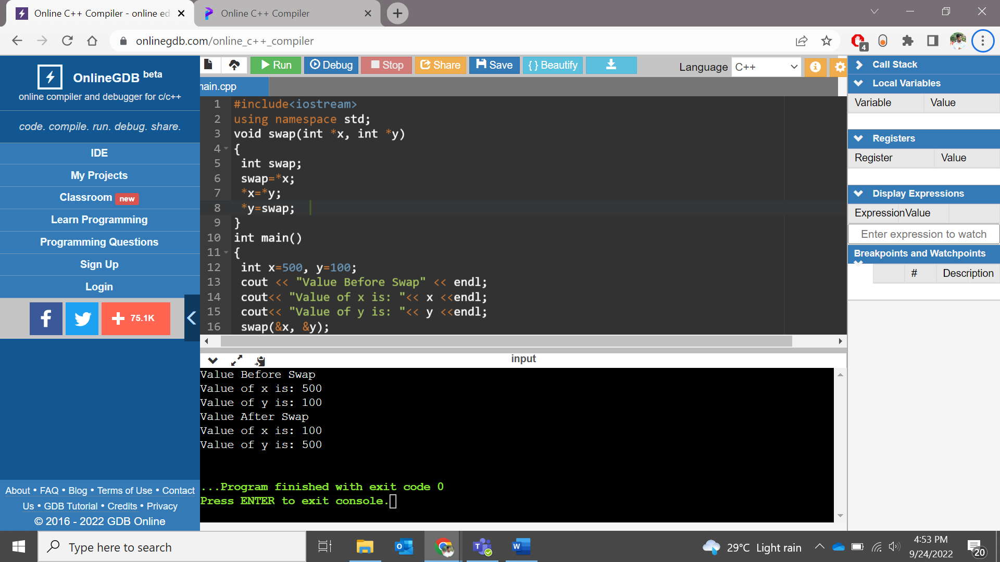 Online C++ Compiler - online ed
Online C++ Compiler
onlinegdb.com/online_c++_compiler
4
OnlineGDB beta
online compiler and debugger for c/c++
code. compile. run. debug. share.
IDE
My Projects
Classroom new
Learn Programming
Programming Questions
Sign Up
Login
f
75.1K
About • FAQ • Blog • Terms of Use • Contact
Us • GDB Tutorial • Credits • Privacy
© 2016 - 2022 GDB Online
Run
Debug
Stop
Share
Save
{ } Beautify
Language C++
ain.cpp
1 #include<iostream>
2 using namespace std;
3 void swap(int *x, int *y)
4 {
5 int swap;
6 swap=*x;
7 *x=*y;
8 *y=swap;
9 }
10 int main()
11 {
12 int x=500, y=100;
13 cout << "Value Before Swap" << endl;
14 cout<< "Value of x is: "<< x <<endl;
15 cout<< "Value of y is: "<< y <<endl;
16 swap(&x, &y);
input
Value Before Swap
Value of x is: 500
Value of y is: 100
Value After Swap
Value of x is: 100
Value of y is: 500
...Program finished with exit code 0
Press ENTER to exit console.
Call Stack
Local Variables
Variable Value
Registers
Register Value
Display Expressions
Expression Value
Enter expression to watch
Breakpoints and Watchpoints
# Description
Type here to search
29°C Light rain
4:53 PM
9/24/2022
20